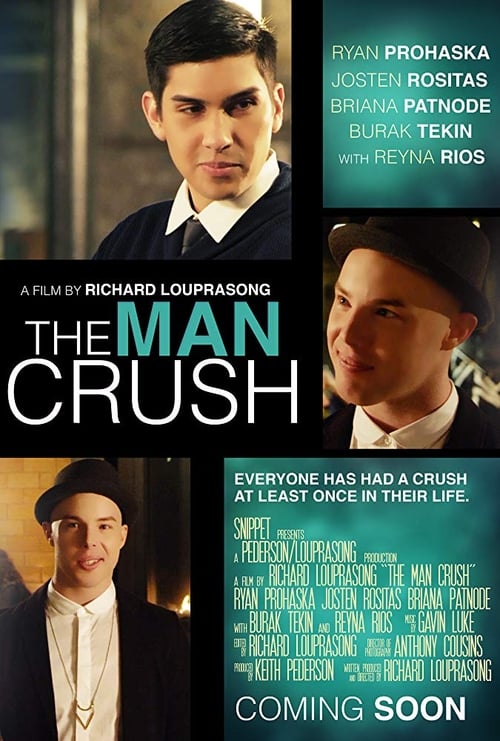 RYAN PROHASKA
JOSTEN ROSITAS
BRIANA PATNODE
BURAK TEKIN
WITH REYNA RIOS
A FILM BY RICHARD LOUPRASONG
THE MAN
CRUSH
EVERYONE HAS HAD A CRUSH
AT LEAST ONCE IN THEIR LIFE.
SNIPPET PRESENTS
A PEDERSON/LOUPRASONG PRODUCTION
A FILM BY RICHARD LOUPRASONG "THE MAN CRUSH"
RYAN PROHASKA JOSTEN ROSITAS BRIANA PATNODE
WITH BURAK TEKIN AND REYNA RIOS MUSIC BY GAVIN LUKE
EDITED BY RICHARD LOUPRASONG DIRECTOR OF PHOTOGRAPHY ANTHONY COUSINS
PRODUCED BY KEITH PEDERSON WRITTEN PRODUCED AND DIRECTED BY RICHARD LOUPRASONG
COMING SOON